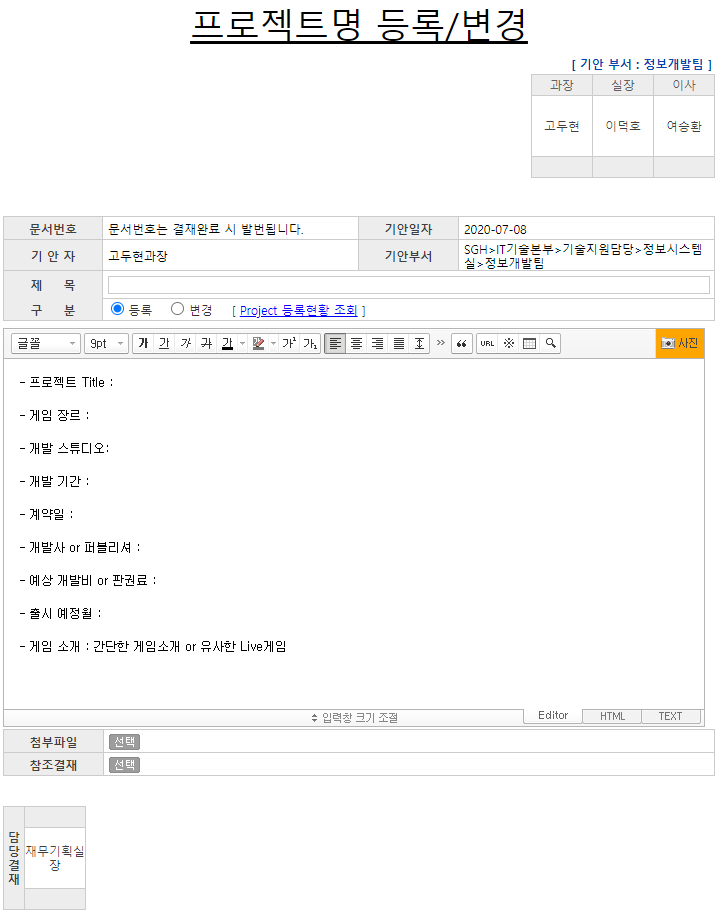 프로젝트명 등록/변경
[ 기안 부서 : 정보개발팀 ]
과장 실장 이사
고두현 이덕호 여승환
문서번호 문서번호는 결재완료 시 발번됩니다. 기안일자 2020-07-08
기 안 자 고두현과장 기안부서 SGH>IT기술본부>기술지원담당>정보시스템
실>정보개발팀
제 목
구 분 등록 변경 [ Project 등록현황 조회 ]
글꼴 9pt 가 가 가 가 가 가¹ 가₁ URL ※ 사진
- 프로젝트 Title :
- 게임 장르 :
- 개발 스튜디오:
- 개발 기간 :
- 계약일 :
- 개발사 or 퍼블리셔 :
- 예상 개발비 or 판권료 :
- 출시 예정월 :
- 게임 소개 : 간단한 게임소개 or 유사한 Live게임
입력창 크기 조절 Editor HTML TEXT
첨부파일 선택
참조결재 선택
담당결재
재무기획실
장